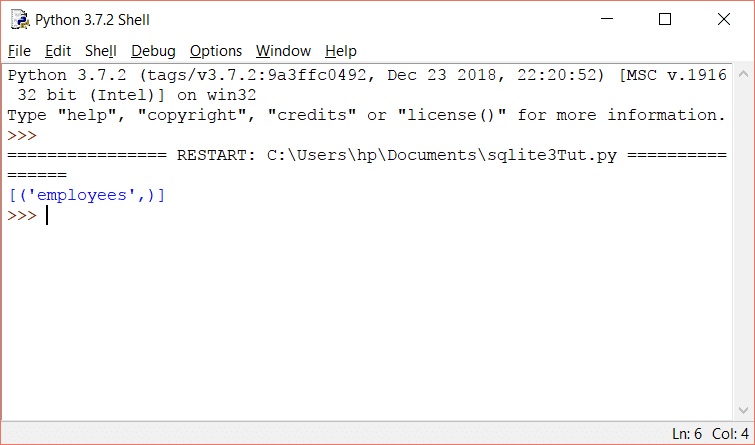 Python 3.7.2 Shell
File Edit Shell Debug Options Window Help
Python 3.7.2 (tags/v3.7.2:9a3ffc0492, Dec 23 2018, 22:20:52) [MSC v.1916
 32 bit (Intel)] on win32
Type "help", "copyright", "credits" or "license()" for more information.
>>>
================ RESTART: C:\Users\hp\Documents\sqlite3Tut.py ==========
======
[('employees',)]
>>>
Ln: 6 Col: 4